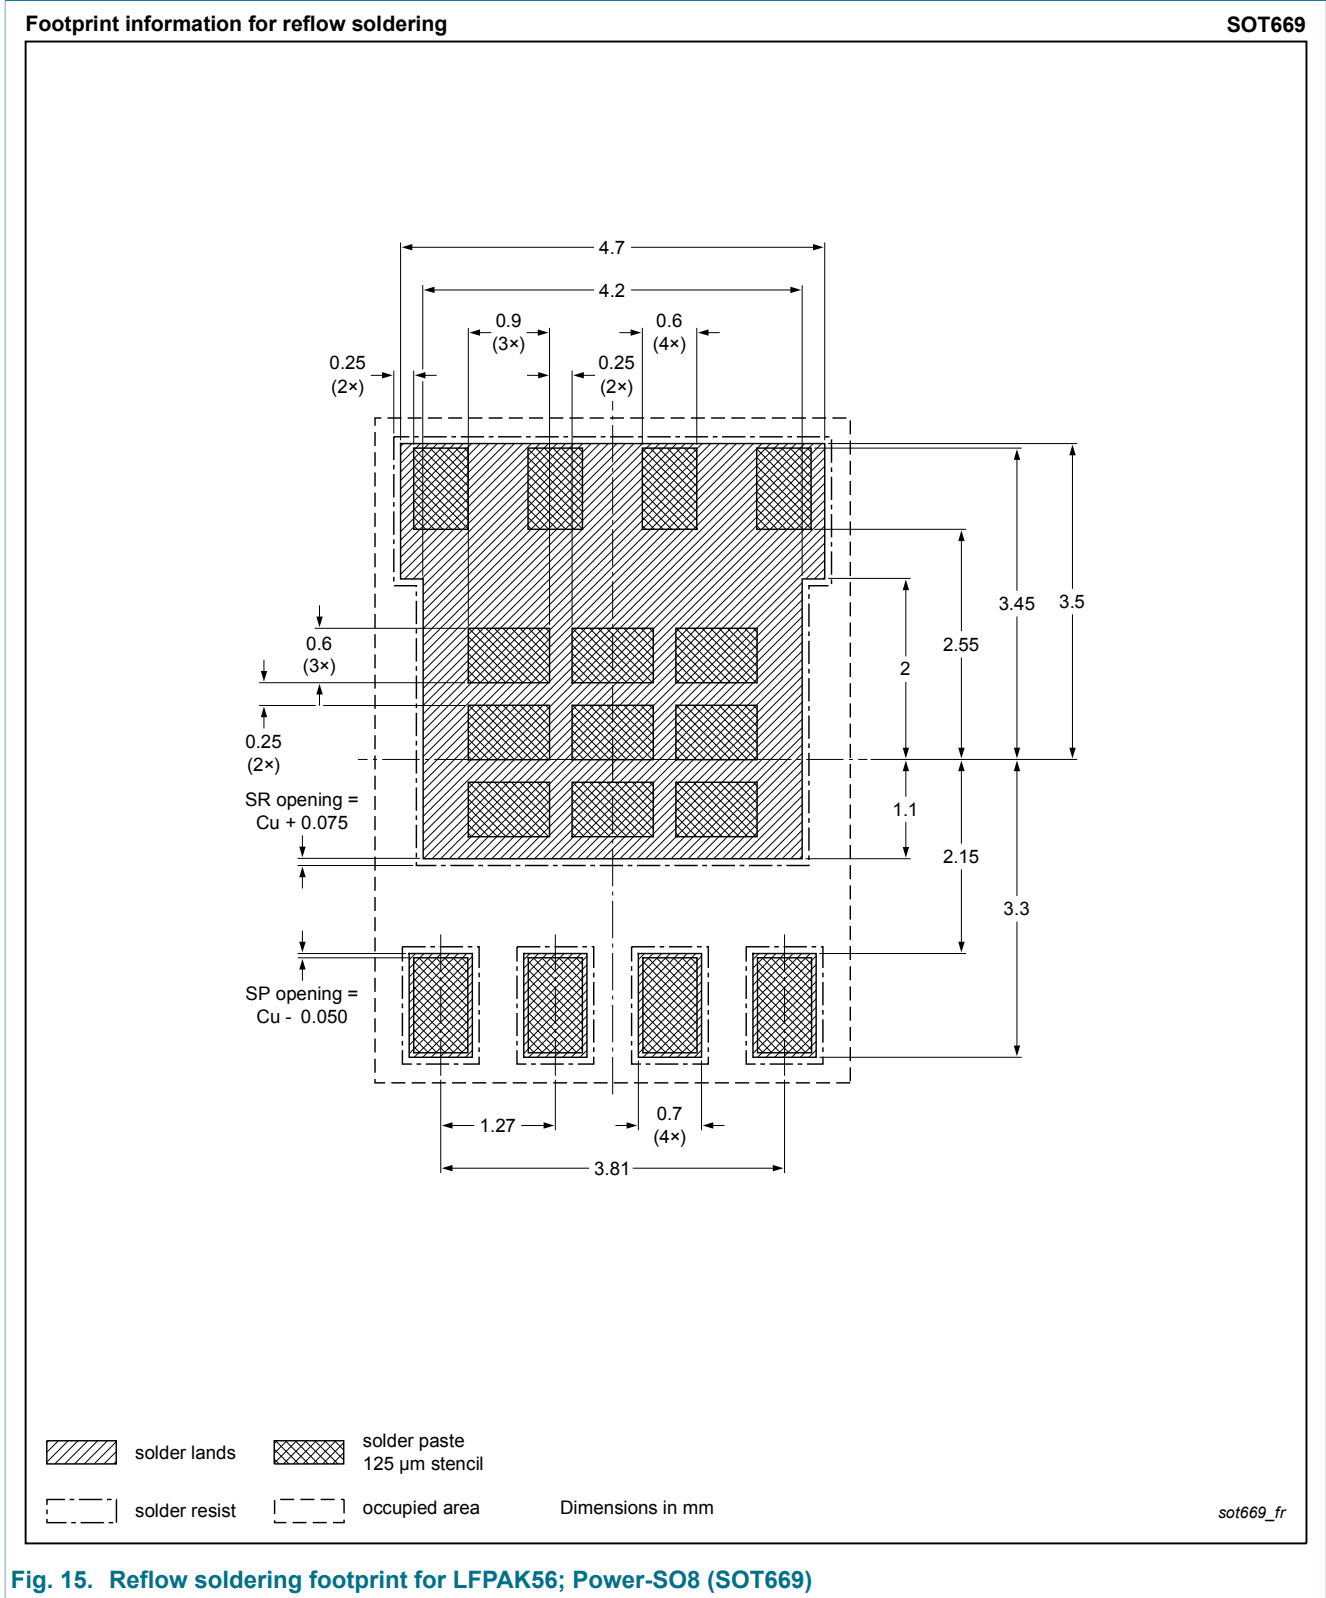 Footprint information for reflow soldering
SOT669
4.7
4.2
0.9
(3×)
0.6
(4×)
0.25
(2×)
0.25
(2×)
3.45
3.5
2.55
2
0.6
(3×)
0.25
(2×)
SR opening =
Cu + 0.075
1.1
2.15
3.3
SP opening =
Cu - 0.050
1.27
0.7
(4×)
3.81
solder lands
solder paste
125 µm stencil
solder resist
occupied area
Dimensions in mm
sot669_fr
Fig. 15. Reflow soldering footprint for LFPAK56; Power-SO8 (SOT669)